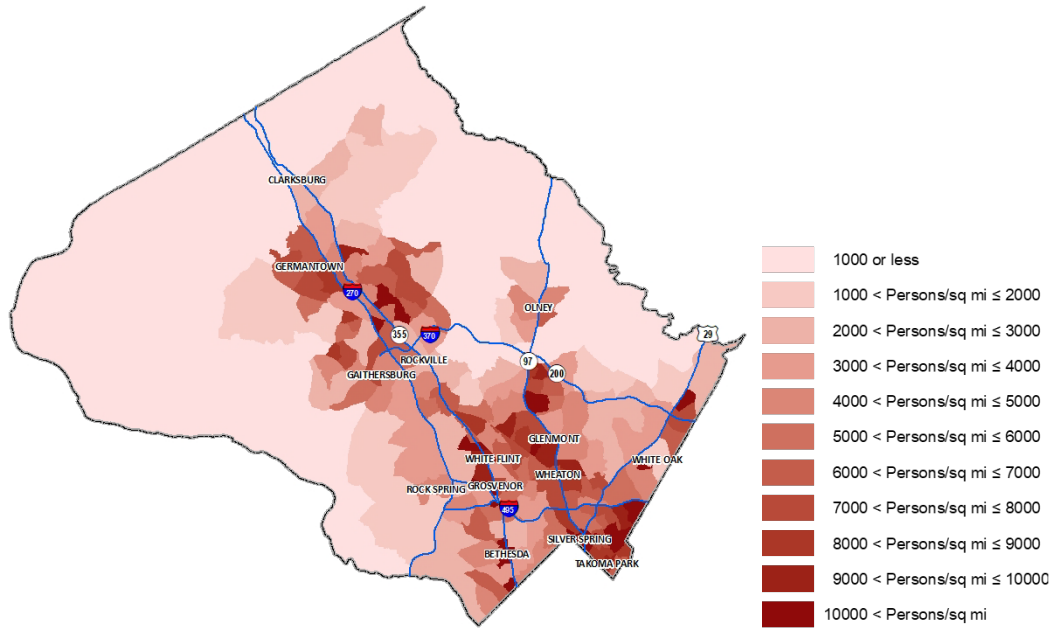 CLARKSBURG
GERMANTOWN
270
OLNEY
29
355
370
ROCKVILLE
97
200
GAITHERSBURG
GLENMONT
WHITE FLINT
WHITE OAK
WHEATON
ROCK SPRING
GROSVENOR
495
SILVER SPRING
BETHESDA
TAKOMA PARK
1000 or less
1000 < Persons/sq mi ≤ 2000
2000 < Persons/sq mi ≤ 3000
3000 < Persons/sq mi ≤ 4000
4000 < Persons/sq mi ≤ 5000
5000 < Persons/sq mi ≤ 6000
6000 < Persons/sq mi ≤ 7000
7000 < Persons/sq mi ≤ 8000
8000 < Persons/sq mi ≤ 9000
9000 < Persons/sq mi ≤ 10000
10000 < Persons/sq mi